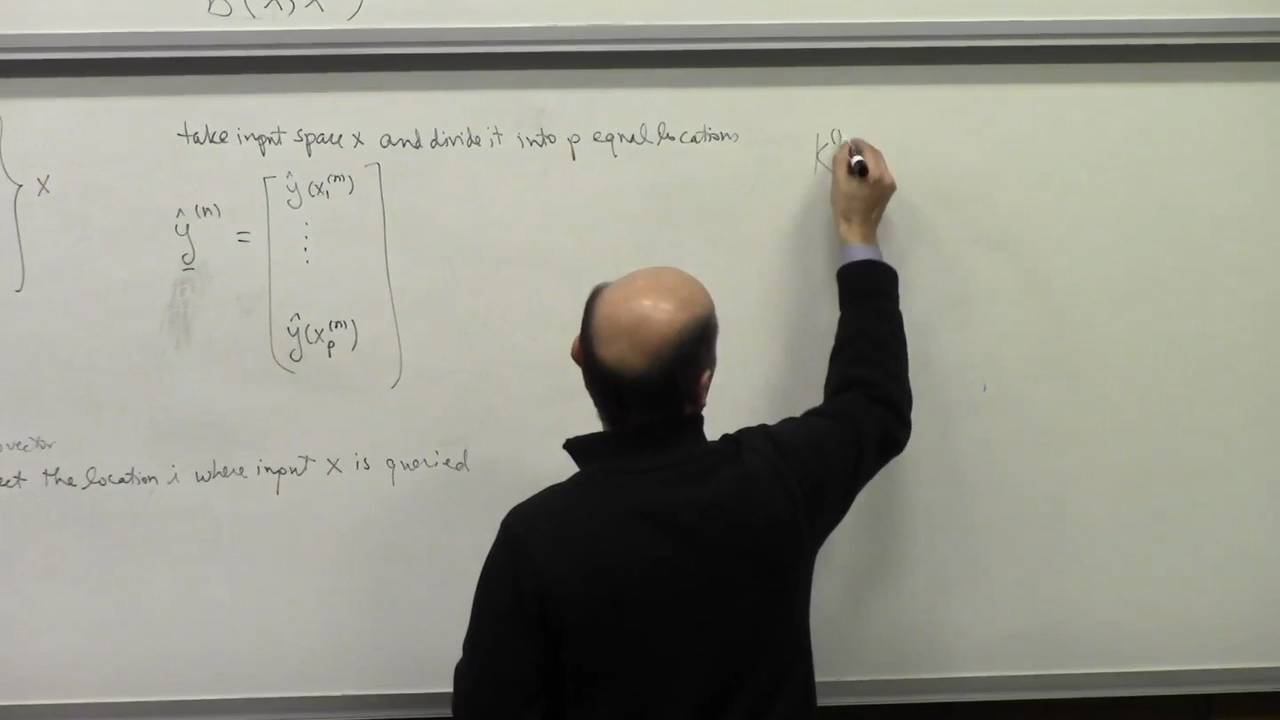 take input space x and divide it into p equal locations
X
ŷ^(n) = [ ŷ(x_1^(n))
⋮
ŷ(x_p^(n)) ]
K
vector
the location i where input x is queried